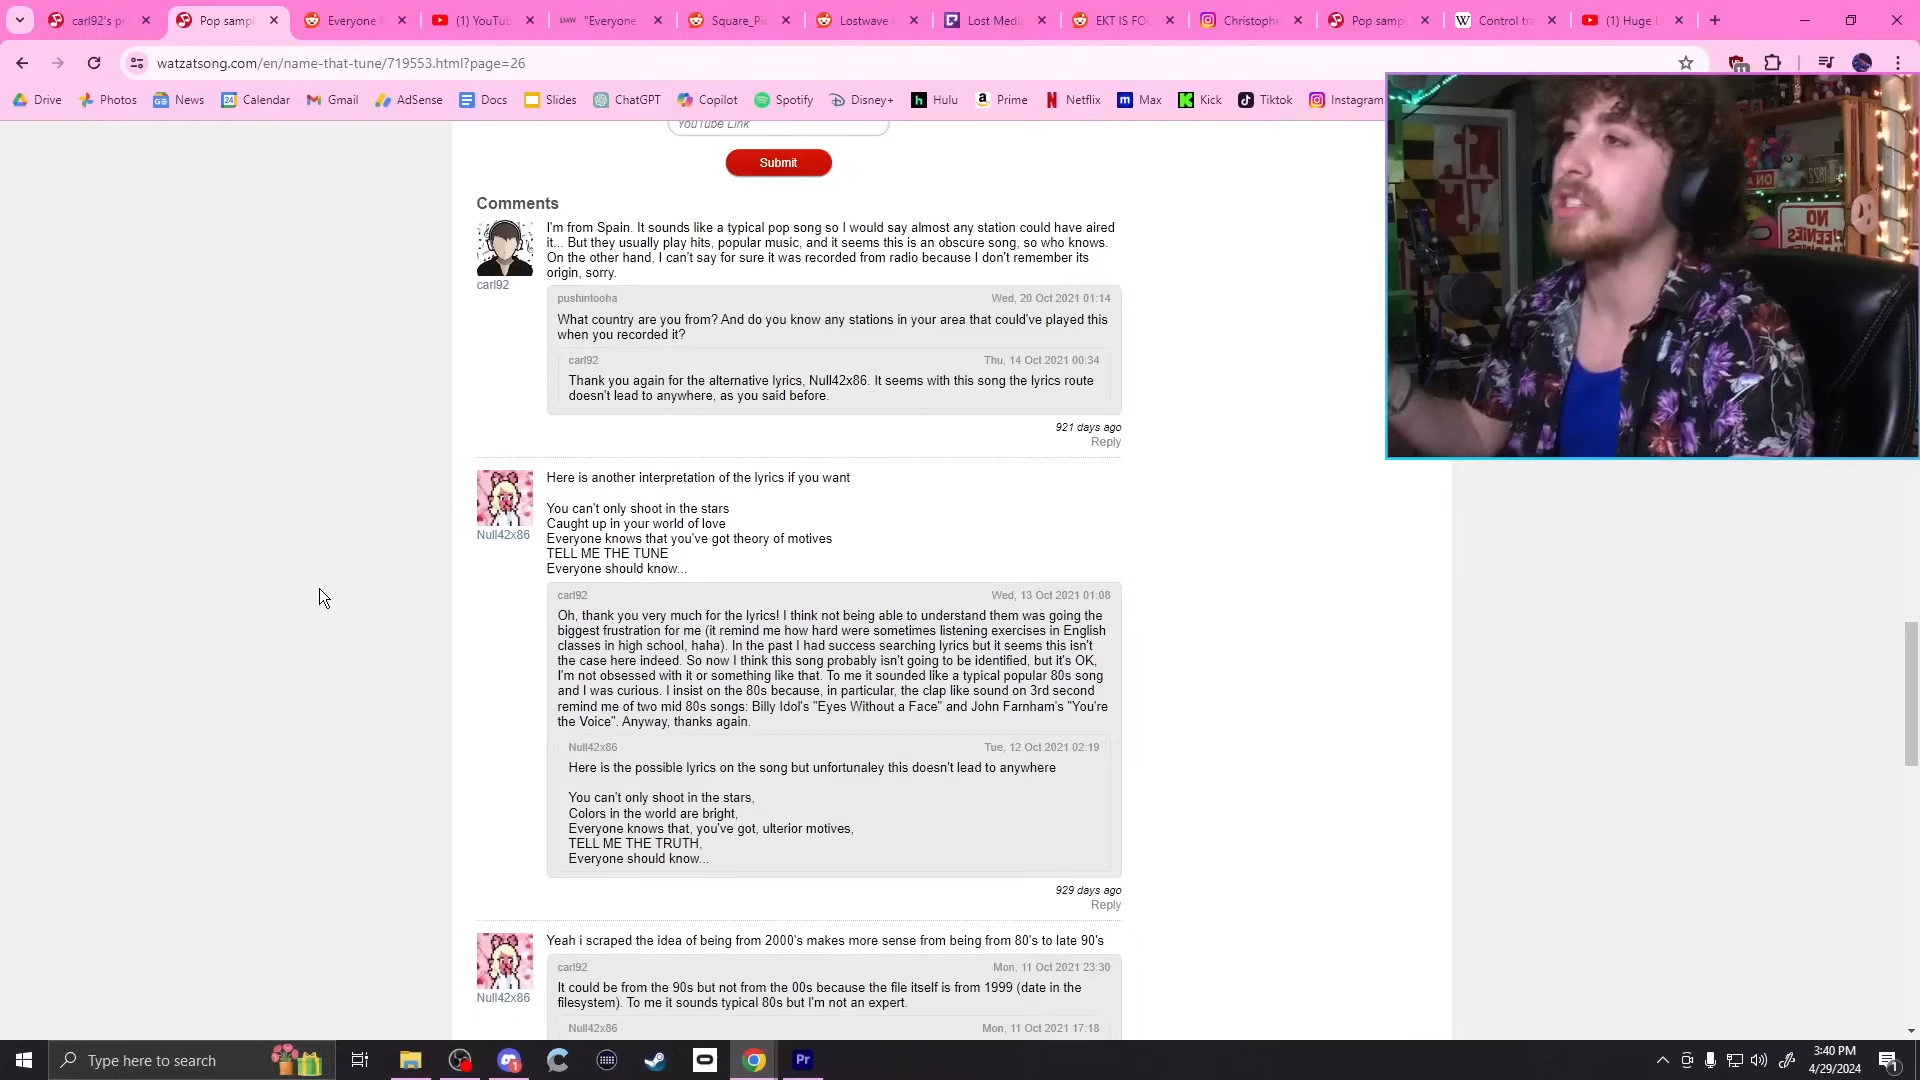 carl92's pr
Pop samp
Everyone
(1) YouTub
"Everyone
Square_Pi
Lostwave
Lost Medi
EKT IS FO
Christophe
Pop samp
Control tra
(1) Huge
watzatsong.com/en/name-that-tune/719553.html?page=26
Drive
Photos
News
Calendar
Gmail
AdSense
Docs
Slides
ChatGPT
Copilot
Spotify
Disney+
Hulu
Prime
Netflix
Max
Kick
Tiktok
Instagram
YouTube Link
Submit
Comments
I'm from Spain. It sounds like a typical pop song so I would say almost any station could have aired
it... But they usually play hits, popular music, and it seems this is an obscure song, so who knows.
On the other hand, I can't say for sure it was recorded from radio because I don't remember its
origin, sorry.
carl92
pushintooha Wed, 20 Oct 2021 01:14
What country are you from? And do you know any stations in your area that could've played this
when you recorded it?
carl92 Thu, 14 Oct 2021 00:34
Thank you again for the alternative lyrics, Null42x86. It seems with this song the lyrics route
doesn't lead to anywhere, as you said before.
921 days ago
Reply
Here is another interpretation of the lyrics if you want
You can't only shoot in the stars
Caught up in your world of love
Everyone knows that you've got theory of motives
TELL ME THE TUNE
Everyone should know...
Null42x86
carl92 Wed, 13 Oct 2021 01:08
Oh, thank you very much for the lyrics! I think not being able to understand them was going the
biggest frustration for me (it remind me how hard were sometimes listening exercises in English
classes in high school, haha). In the past I had success searching lyrics but it seems this isn't
the case here indeed. So now I think this song probably isn't going to be identified, but it's OK,
I'm not obsessed with it or something like that. To me it sounded like a typical popular 80s song
and I was curious. I insist on the 80s because, in particular, the clap like sound on 3rd second
remind me of two mid 80s songs: Billy Idol's "Eyes Without a Face" and John Farnham's "You're
the Voice". Anyway, thanks again.
Null42x86 Tue, 12 Oct 2021 02:19
Here is the possible lyrics on the song but unfortunaley this doesn't lead to anywhere
You can't only shoot in the stars,
Colors in the world are bright,
Everyone knows that, you've got, ulterior motives,
TELL ME THE TRUTH,
Everyone should know...
929 days ago
Reply
Yeah i scraped the idea of being from 2000's makes more sense from being from 80's to late 90's
Null42x86
carl92 Mon, 11 Oct 2021 23:30
It could be from the 90s but not from the 00s because the file itself is from 1999 (date in the
filesystem). To me it sounds typical 80s but I'm not an expert.
Null42x86 Mon, 11 Oct 2021 17:18
Type here to search
3:40 PM
4/29/2024